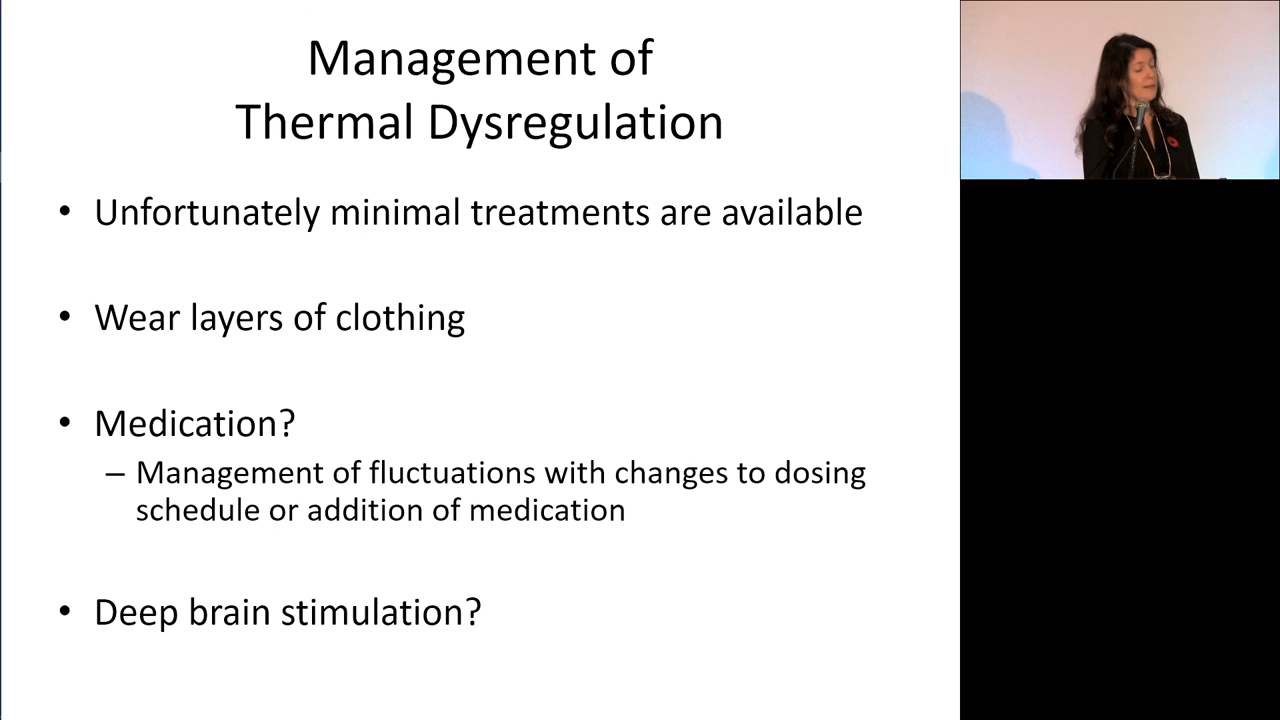 Management of
Thermal Dysregulation
• Unfortunately minimal treatments are available
• Wear layers of clothing
• Medication?
– Management of fluctuations with changes to dosing
schedule or addition of medication
• Deep brain stimulation?